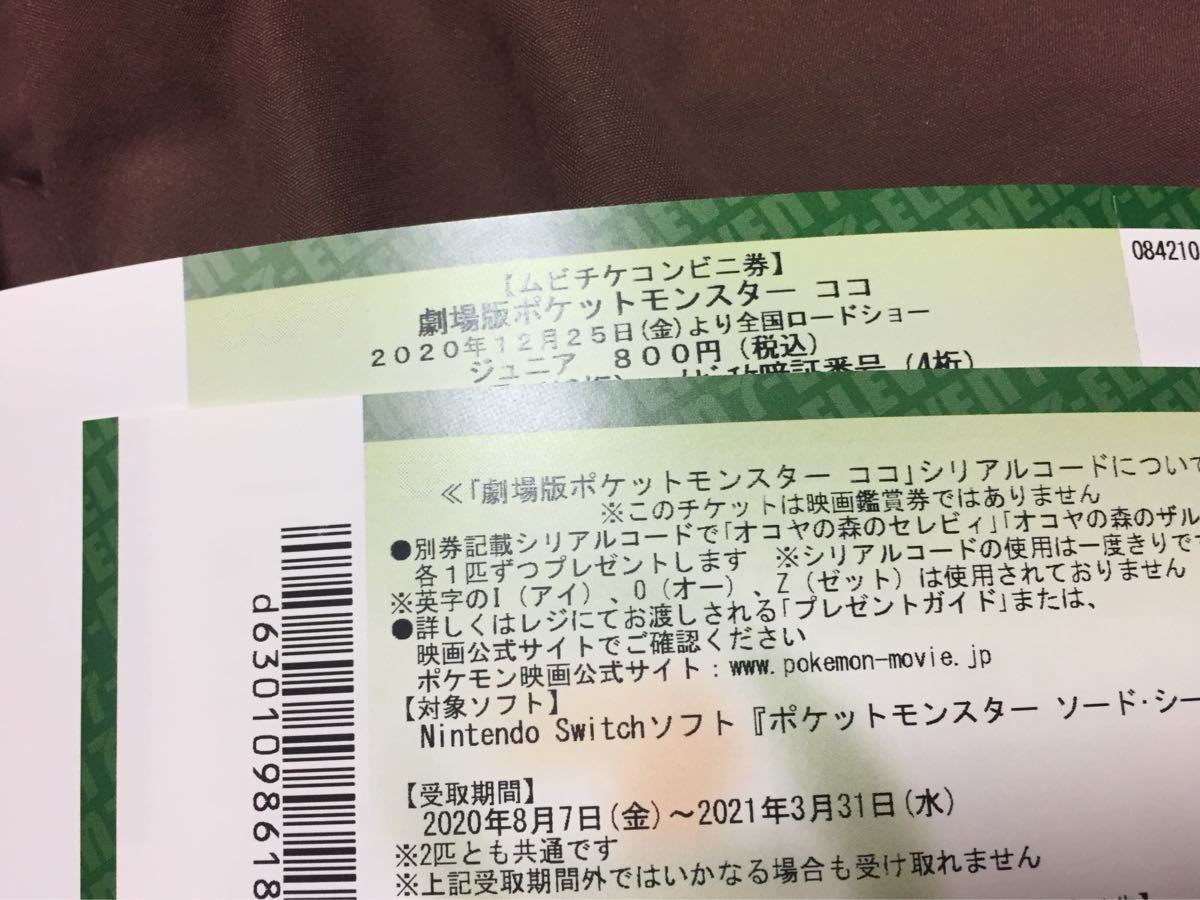 【ムビチケコンビニ券】
劇場版ポケットモンスター ココ
2020年12月25日(金)より全国ロードショー
ジュニア 800円(税込)
暗証番号(4桁)
084210
≪「劇場版ポケットモンスター ココ」シリアルコードについて
※このチケットは映画鑑賞券ではありません
●別券記載シリアルコードで「オコヤの森のセレビィ」「オコヤの森のザル
各1匹ずつプレゼントします ※シリアルコードの使用は一度きりです
※英字のI(アイ)、O(オー)、Z(ゼット)は使用されておりません
●詳しくはレジにてお渡しされる「プレゼントガイド」または、
映画公式サイトでご確認ください
ポケモン映画公式サイト:www.pokemon-movie.jp
【対象ソフト】
Nintendo Switchソフト『ポケットモンスター ソード・シー
【受取期間】
2020年8月7日(金)～2021年3月31日(水)
※2匹とも共通です
※上記受取期間外ではいかなる場合も受け取れません
d63010986118